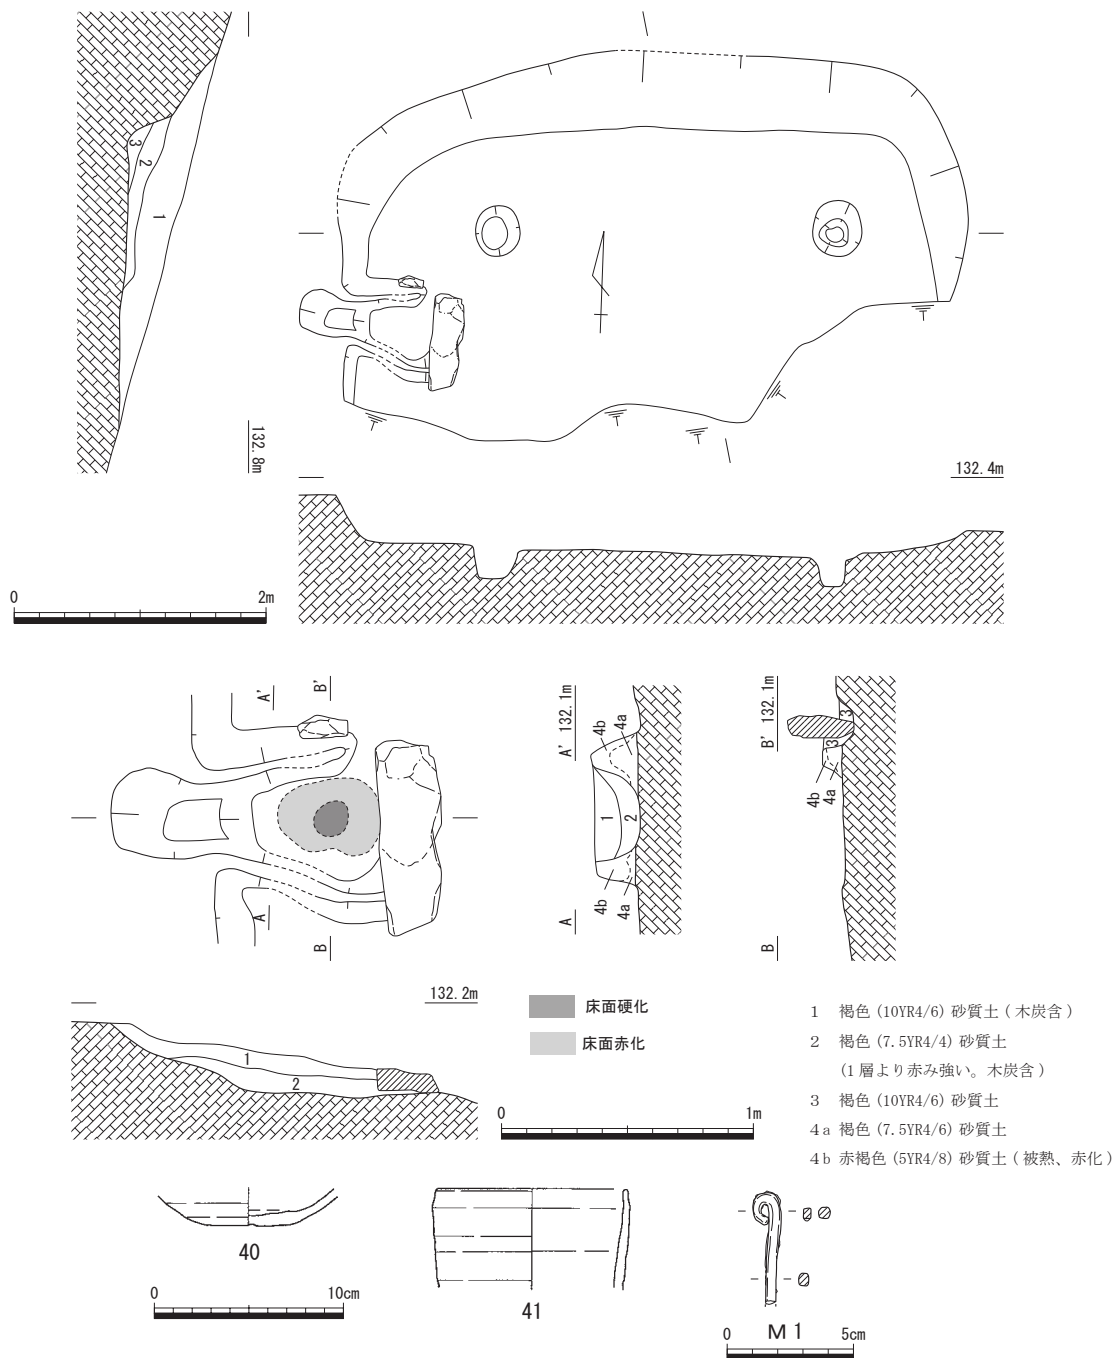 3
2
1
132.8m
132.4m
0 2m
A'
B'
A
B
A' 132.1m
4b
4a
1
2
4b
4a
A
B' 132.1m
3
3
4b
4a
B
132.2m
1
2
床面硬化
床面赤化
0 1m
1 褐色 (10YR4/6) 砂質土 ( 木炭含 )
2 褐色 (7.5YR4/4) 砂質土
(1 層より赤み強い。木炭含 )
3 褐色 (10YR4/6) 砂質土
4a 褐色 (7.5YR4/6) 砂質土
4b 赤褐色 (5YR4/8) 砂質土 ( 被熱、赤化 )
40
0 10cm
41
M1
0 5cm